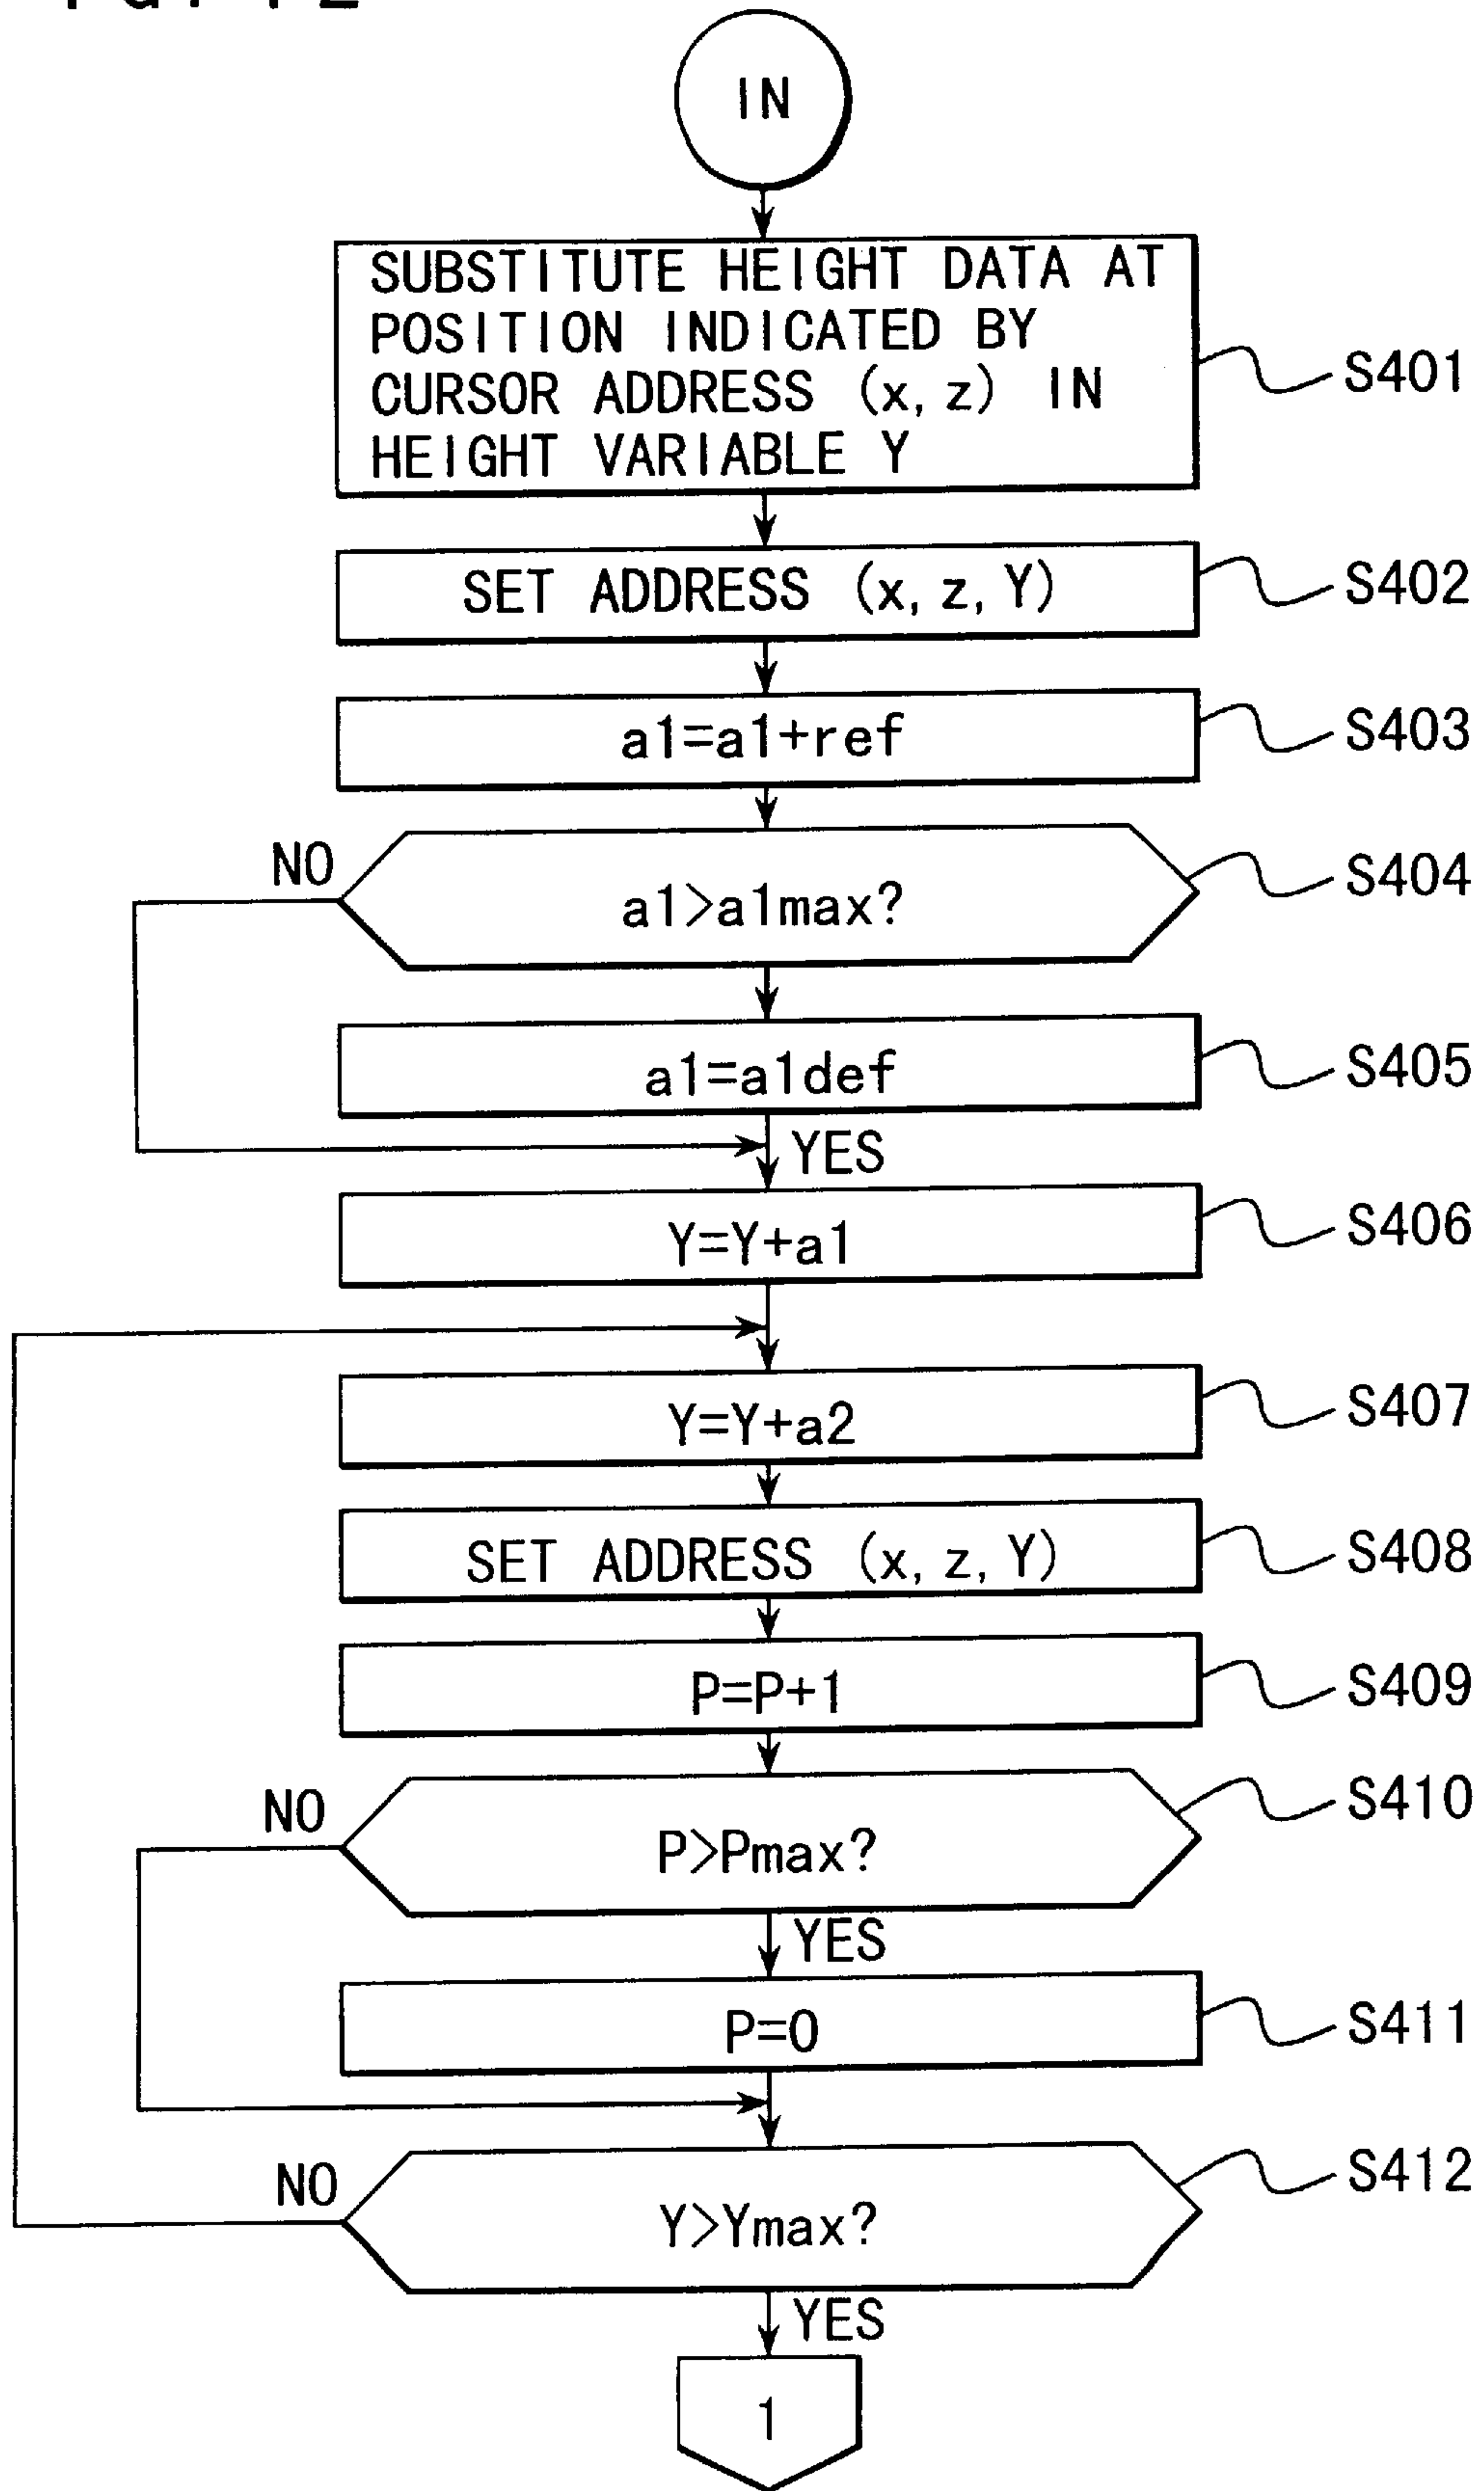 IN
SUBSTITUTE HEIGHT DATA AT
POSITION INDICATED BY
CURSOR ADDRESS (x, z) IN
HEIGHT VARIABLE Y
S401
SET ADDRESS (x, z, Y)
S402
a1=a1+ref
S403
NO
a1>a1max?
S404
a1=a1def
S405
YES
Y=Y+a1
S406
Y=Y+a2
S407
SET ADDRESS (x, z, Y)
S408
P=P+1
S409
NO
P>Pmax?
S410
YES
P=0
S411
NO
Y>Ymax?
S412
YES
1